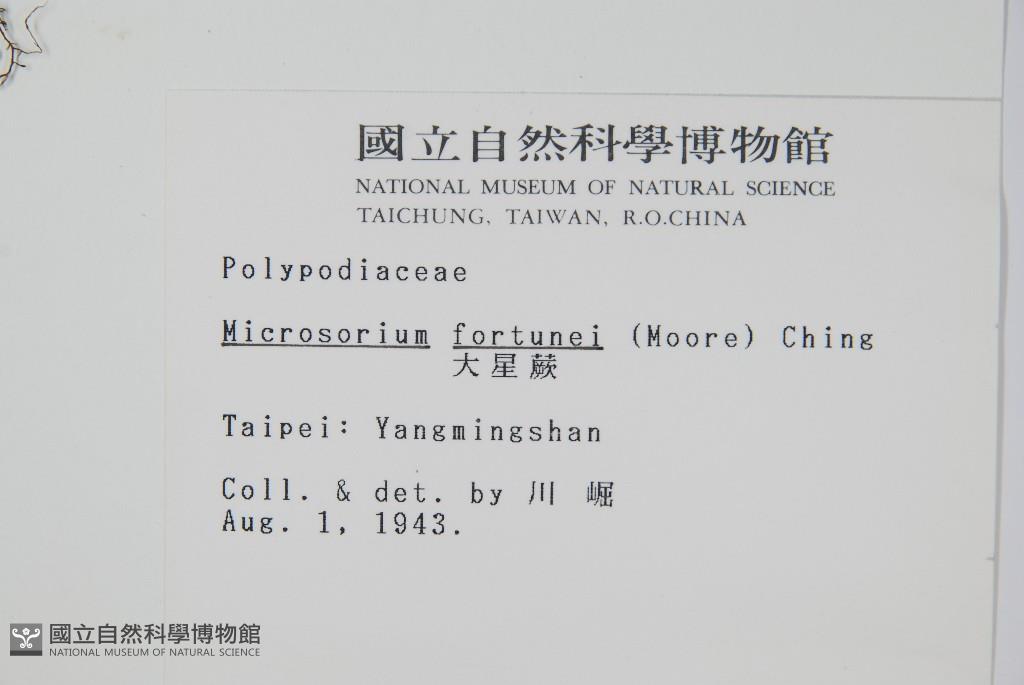 國立自然科學博物館
NATIONAL MUSEUM OF NATURAL SCIENCE
TAICHUNG, TAIWAN, R.O.CHINA
Polypodiaceae
Microsorium fortunei (Moore) Ching
大星蕨
Taipei: Yangmingshan
Coll. & det. by 川 崛
Aug. 1, 1943.
國立自然科學博物館
NATIONAL MUSEUM OF NATURAL SCIENCE